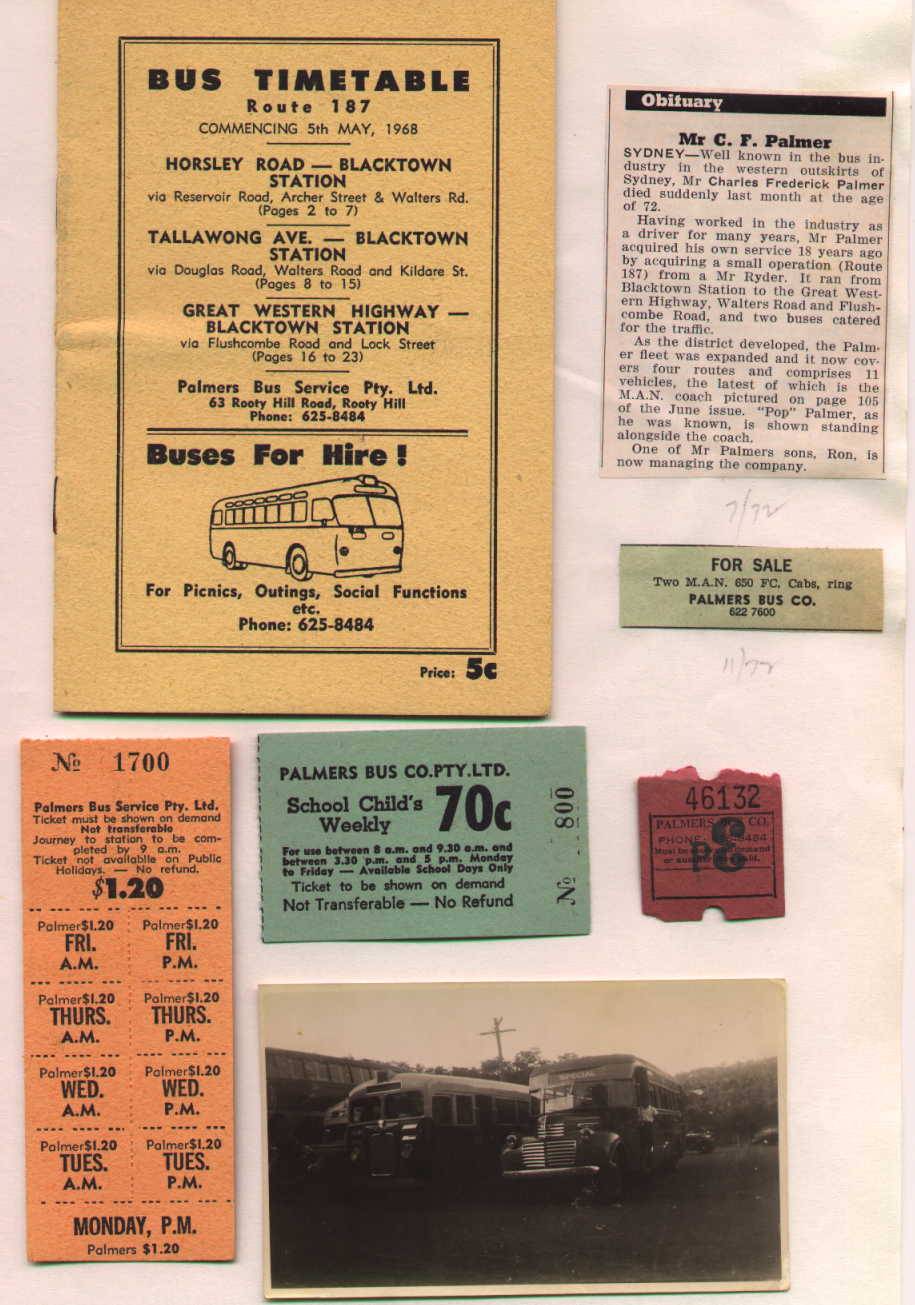 BUS TIMETABLE
Route 187
COMMENCING 5th MAY, 1968
HORSLEY ROAD — BLACKTOWN
STATION
via Reservoir Road, Archer Street & Walters Rd.
(Pages 2 to 7)
TALLAWONG AVE. — BLACKTOWN
STATION
via Douglas Road, Walters Road and Kildare St.
(Pages 8 to 15)
GREAT WESTERN HIGHWAY —
BLACKTOWN STATION
via Flushcombe Road and Lock Street
(Pages 16 to 23)
Palmers Bus Service Pty. Ltd.
63 Rooty Hill Road, Rooty Hill
Phone: 625-8484
Buses For Hire !
For Picnics, Outings, Social Functions
etc.
Phone: 625-8484
Price: 5c
Obituary
Mr C. F. Palmer
SYDNEY—Well known in the bus in-
dustry in the western outskirts of
Sydney, Mr Charles Frederick Palmer
died suddenly last month at the age
of 72.
Having worked in the industry as
a driver for many years, Mr Palmer
acquired his own service 18 years ago
by acquiring a small operation (Route
187) from a Mr Ryder. It ran from
Blacktown Station to the Great West-
ern Highway, Walters Road and Flush-
combe Road, and two buses catered
for the traffic.
As the district developed, the Palm-
er fleet was expanded and it now cov-
ers four routes and comprises 11
vehicles, the latest of which is the
M.A.N. coach pictured on page 105
of the June issue. "Pop" Palmer, as
he was known, is shown standing
alongside the coach.
One of Mr Palmers sons, Ron, is
now managing the company.
7/72
FOR SALE
Two M.A.N. 650 FC, Cabs, ring
PALMERS BUS CO.
622 7600
11/72
No 1700
Palmers Bus Service Pty. Ltd.
Ticket must be shown on demand
Not transferable
Journey to station to be com-
pleted by 9 a.m.
Ticket not availablle on Public
Holidays. — No refund.
$1.20
Palmer$1.20 Palmer$1.20
FRI. FRI.
A.M. P.M.
Palmer$1.20 Palmer$1.20
THURS. THURS.
A.M. P.M.
Palmer$1.20 Palmer$1.20
WED. WED.
A.M. P.M.
Palmer$1.20 Palmer$1.20
TUES. TUES.
A.M. P.M.
MONDAY, P.M.
Palmers $1.20
PALMERS BUS CO.PTY.LTD.
School Child's 70c
Weekly
For use between 8 a.m. and 9.30 a.m. and
between 3.30 p.m. and 5 p.m. Monday
to Friday — Available School Days Only
Ticket to be shown on demand
Not Transferable — No Refund
No 800
46132
PALMERS BUS CO.
PHONE 8484
Must be demand
or